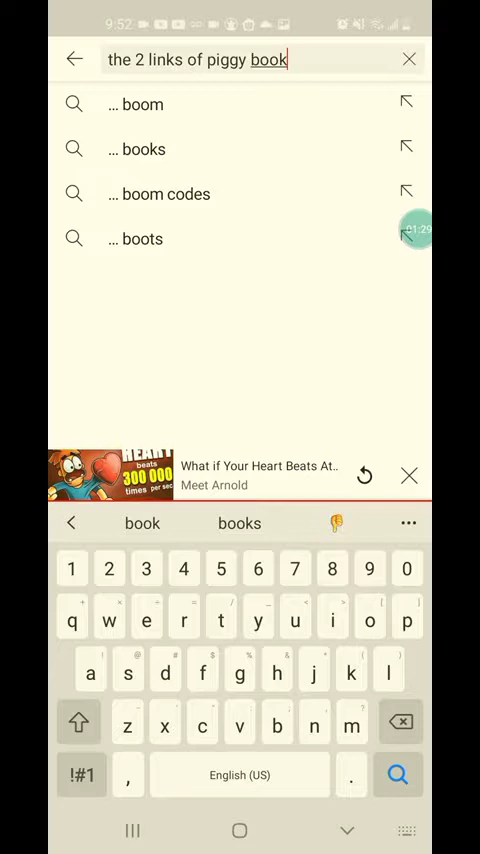 9:52
the 2 links of piggy book
... boom
... books
... boom codes
01:29
... boots
HEART
beats
300 000
times per sec
What if Your Heart Beats At..
Meet Arnold
book books
1 2 3 4 5 6 7 8 9 0
q w e r t y u i o p
a s d f g h j k l
z x c v b n m
!#1 , English (US) .